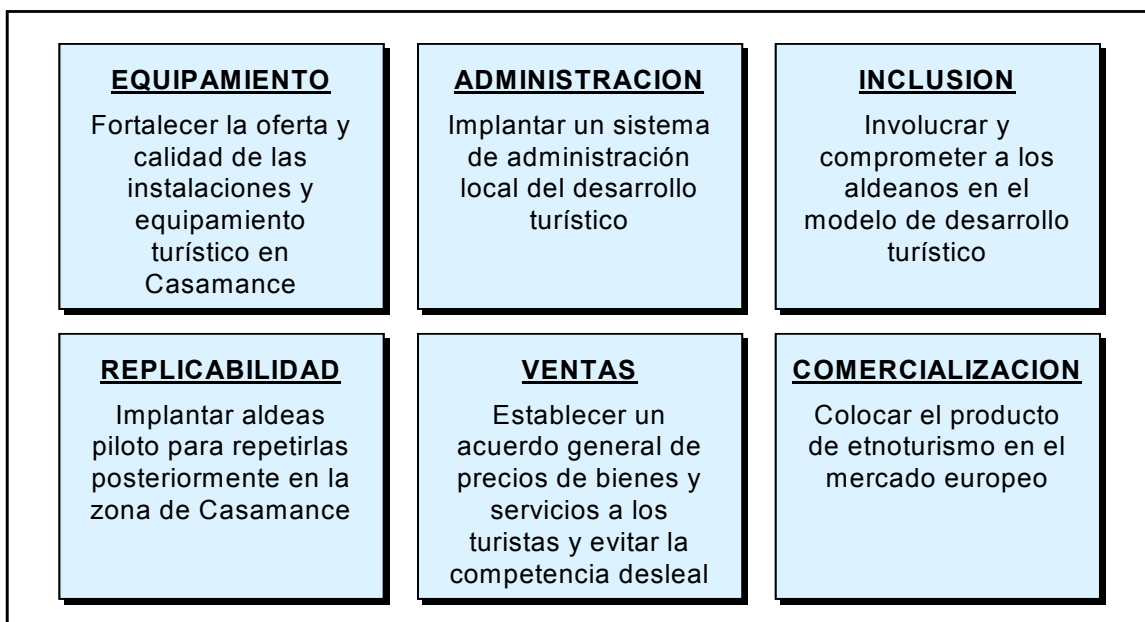 EQUIPAMIENTO
Fortalecer la oferta y
calidad de las
instalaciones y
equipamiento
turístico en
Casamance
ADMINISTRACION
Implantar un sistema
de administración
local del desarrollo
turístico
INCLUSION
Involucrar y
comprometer a los
aldeanos en el
modelo de desarrollo
turístico
REPLICABILIDAD
Implantar aldeas
piloto para repetirlas
posteriormente en la
zona de Casamance
VENTAS
Establecer un
acuerdo general de
precios de bienes y
servicios a los
turistas y evitar la
competencia desleal
COMERCIALIZACION
Colocar el producto
de etnoturismo en el
mercado europeo